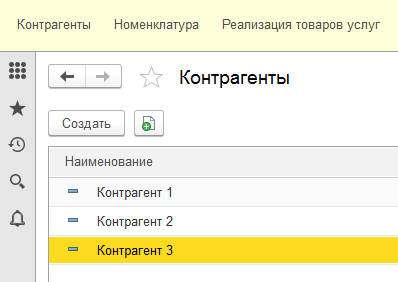 Контрагенты Номенклатура Реализация товаров услуг
Контрагенты
Создать
Наименование
Контрагент 1
Контрагент 2
Контрагент 3